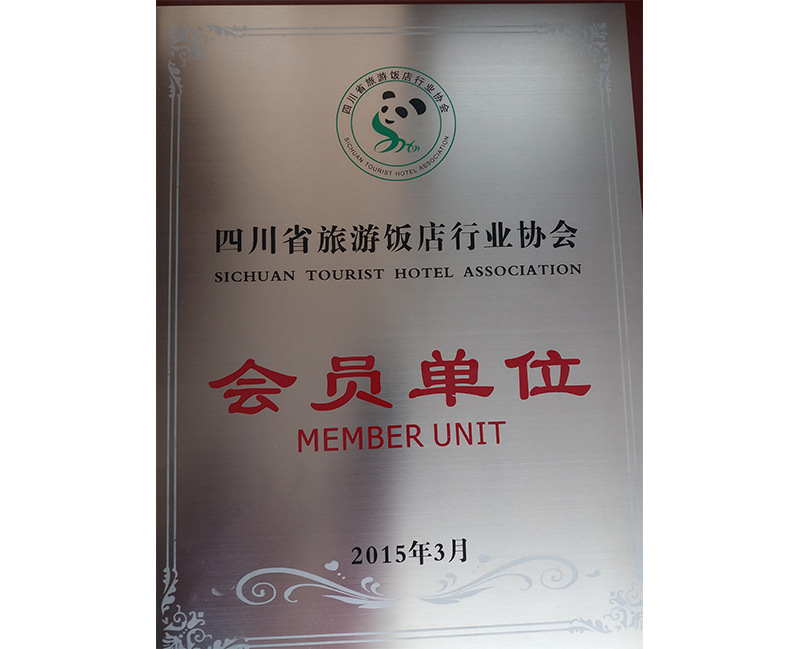 四川省旅游饭店行业协会
SICHUAN TOURIST HOTEL ASSOCIATION
四川省旅游饭店行业协会
SICHUAN TOURIST HOTEL ASSOCIATION
会员单位
MEMBER UNIT
2015年3月